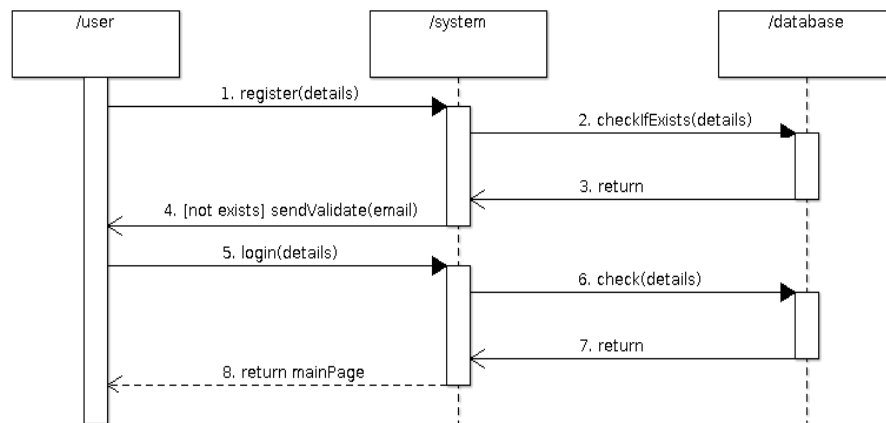 /user
/system
/database
1. register(details)
2. checkIfExists(details)
3. return
4. [not exists] sendValidate(email)
5. login(details)
6. check(details)
7. return
8. return mainPage